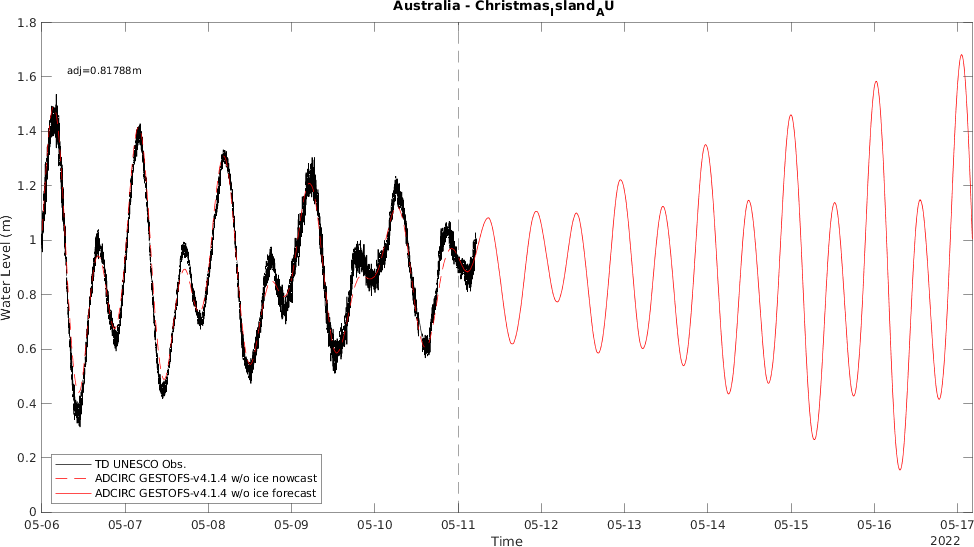 Australia - Christmas_Island_AU
1.8
1.6
1.4
1.2
1
0.8
0.6
0.4
0.2
0
Water Level (m)
adj=0.81788m
TD UNESCO Obs.
ADCIRC GESTOFS-v4.1.4 w/o ice nowcast
ADCIRC GESTOFS-v4.1.4 w/o ice forecast
05-06 05-07 05-08 05-09 05-10 05-11 05-12 05-13 05-14 05-15 05-16 05-17
Time
2022